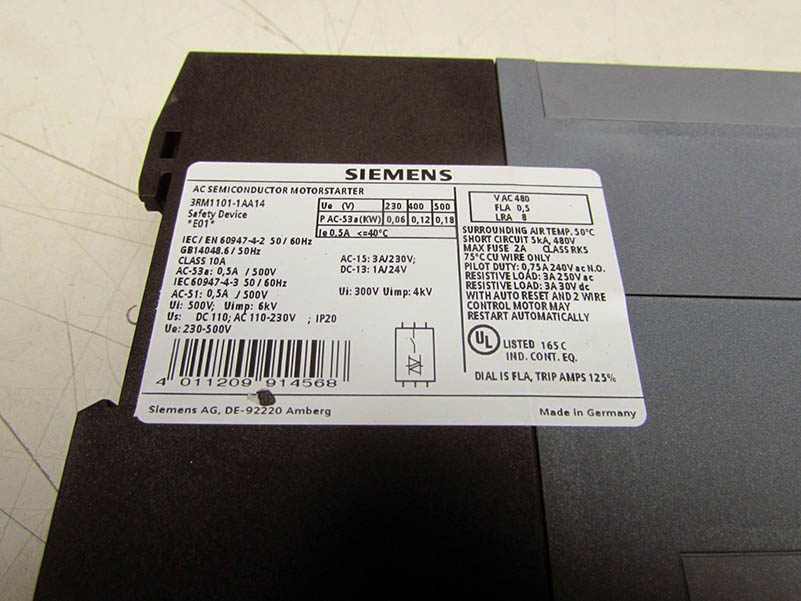 SIEMENS
AC SEMICONDUCTOR MOTORSTARTER
3RM1101-1AA14
Safety Device
*E01*
Ue (V) 230 400 500
P AC-53a(KW) 0,06 0,12 0,18
Ie 0,5A <=40°C
IEC/EN 60947-4-2 50/60Hz
GB14048.6/50Hz
CLASS 10A
AC-53a: 0,5A / 500V
IEC60947-4-3 50/60Hz
AC-51: 0,5A / 500V
Ui: 500V; Uimp: 6kV
Us: DC 110; AC 110-230V ; IP20
Ue: 230-500V
AC-15: 3A/230V;
DC-13: 1A/24V
Ui: 300V Uimp: 4kV
4 011209 914568
V AC 480
FLA 0,5
LRA 8
SURROUNDING AIR TEMP. 50°C
SHORT CIRCUIT 5kA, 480V
MAX FUSE 2A CLASS RK5
75°C CU WIRE ONLY
PILOT DUTY: 0,75A 240V ac N.O.
RESISTIVE LOAD: 3A 250V ac
RESISTIVE LOAD: 3A 30V dc
WITH AUTO RESET AND 2 WIRE
CONTROL MOTOR MAY
RESTART AUTOMATICALLY
UL LISTED 165C
IND. CONT. EQ.
DIAL IS FLA, TRIP AMPS 125%
Siemens AG, DE-92220 Amberg
Made in Germany